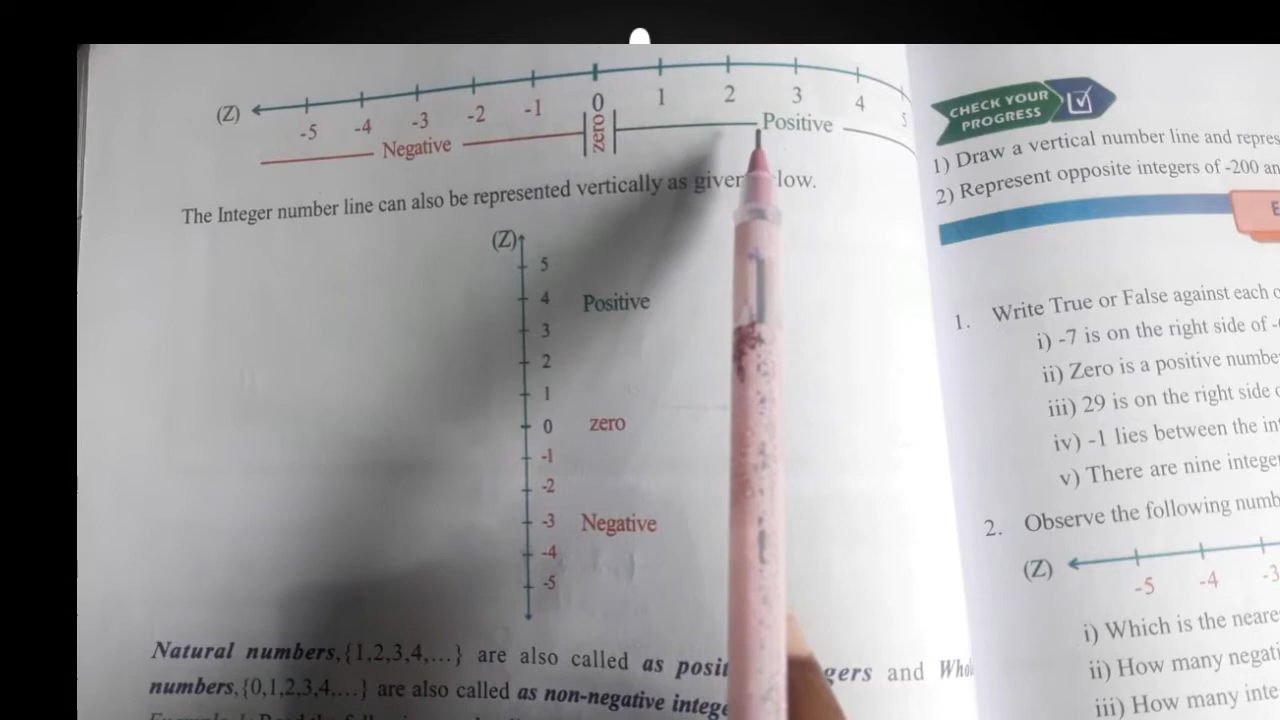 (Z) -5 -4 -3 -2 -1 0 1 2 3 4 5
Negative zero Positive
The Integer number line can also be represented vertically as given low.
(Z)
5
4 Positive
3
2
1
0 zero
-1
-2
-3 Negative
-4
-5
Natural numbers,{1,2,3,4,...} are also called as posit gers and Who
numbers,{0,1,2,3,4,...} are also called as non-negative intege
CHECK YOUR
PROGRESS
1) Draw a vertical number line and repres
2) Represent opposite integers of -200 an
E
1. Write True or False against each o
i) -7 is on the right side of -
ii) Zero is a positive numbe
iii) 29 is on the right side o
iv) -1 lies between the in
v) There are nine intege
2. Observe the following numb
(Z) -5 -4 -3
i) Which is the neare
ii) How many negati
iii) How many inte